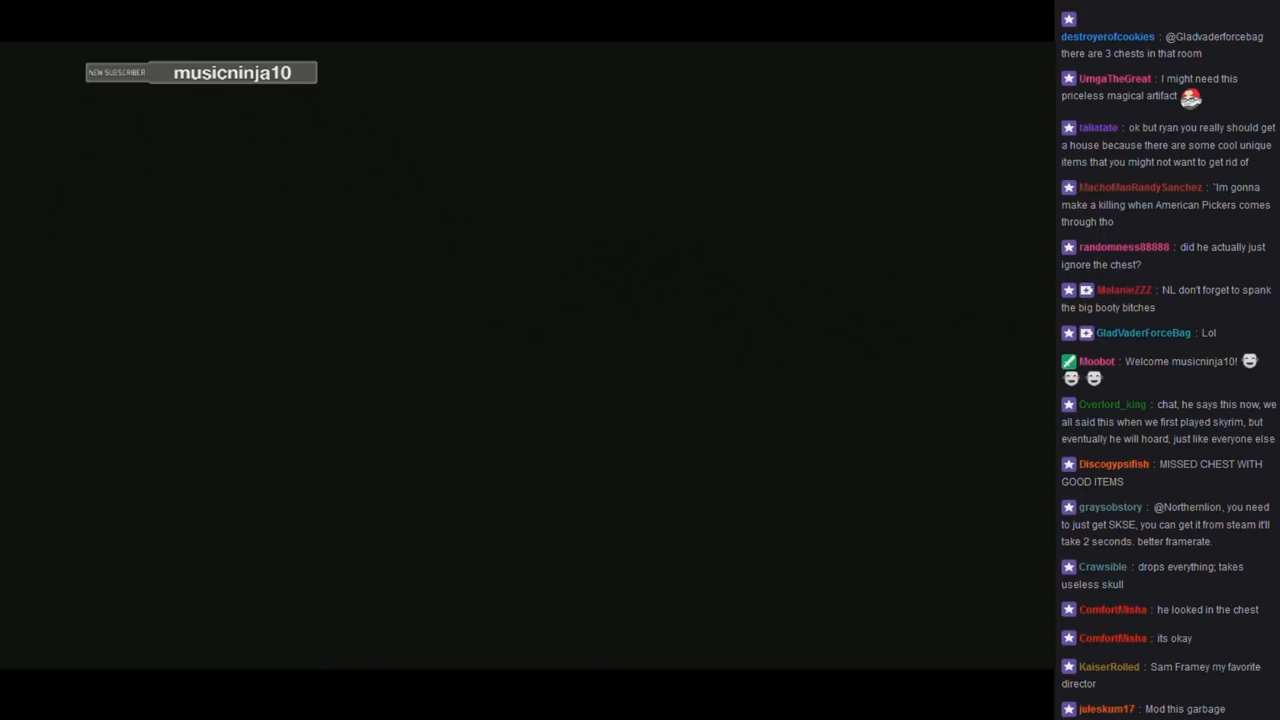 NEW SUBSCRIBER musicninja10
destroyerofcookies : @Gladvaderforcebag
there are 3 chests in that room
UmgaTheGreat : I might need this
priceless magical artifact
taliatate : ok but ryan you really should get
a house because there are some cool unique
items that you might not want to get rid of
MachoManRandySanchez : "Im gonna
make a killing when American Pickers comes
through tho
randomness88888 : did he actually just
ignore the chest?
MelanieZZZ : NL don't forget to spank
the big booty bitches
GladVaderForceBag : Lol
Moobot : Welcome musicninja10!
Overlord_king : chat, he says this now, we
all said this when we first played skyrim, but
eventually he will hoard, just like everyone else
Discogypsifish : MISSED CHEST WITH
GOOD ITEMS
graysobstory : @Northernlion, you need
to just get SKSE, you can get it from steam it'll
take 2 seconds. better framerate.
Crawsible : drops everything; takes
useless skull
ComfortMisha : he looked in the chest
ComfortMisha : its okay
KaiserRolled : Sam Framey my favorite
director
juleskum17 : Mod this garbage